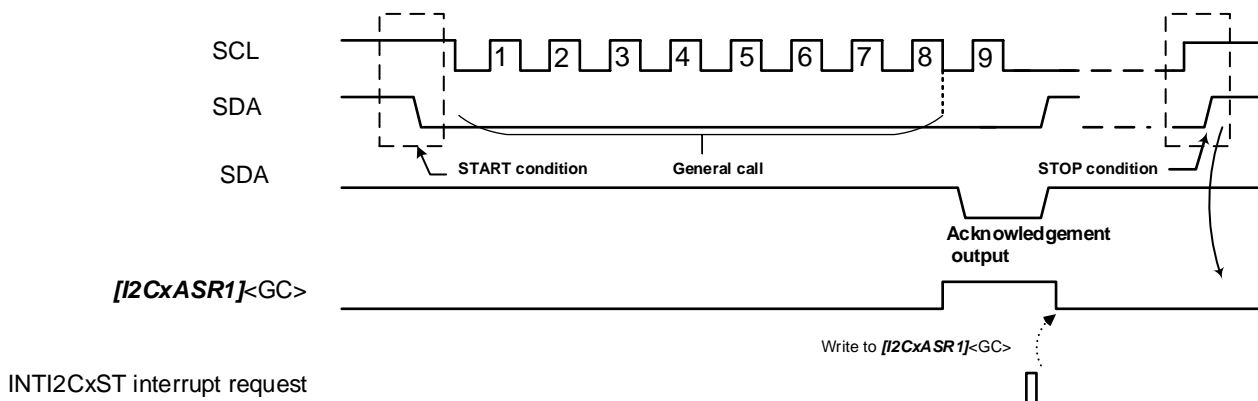 SCL
1 2 3 4 5 6 7 8 9
SDA
START condition
General call
STOP condition
SDA
Acknowledgement
output
[I2CxASR1]<GC>
Write to [I2CxASR1]<GC>
INTI2CxST interrupt request